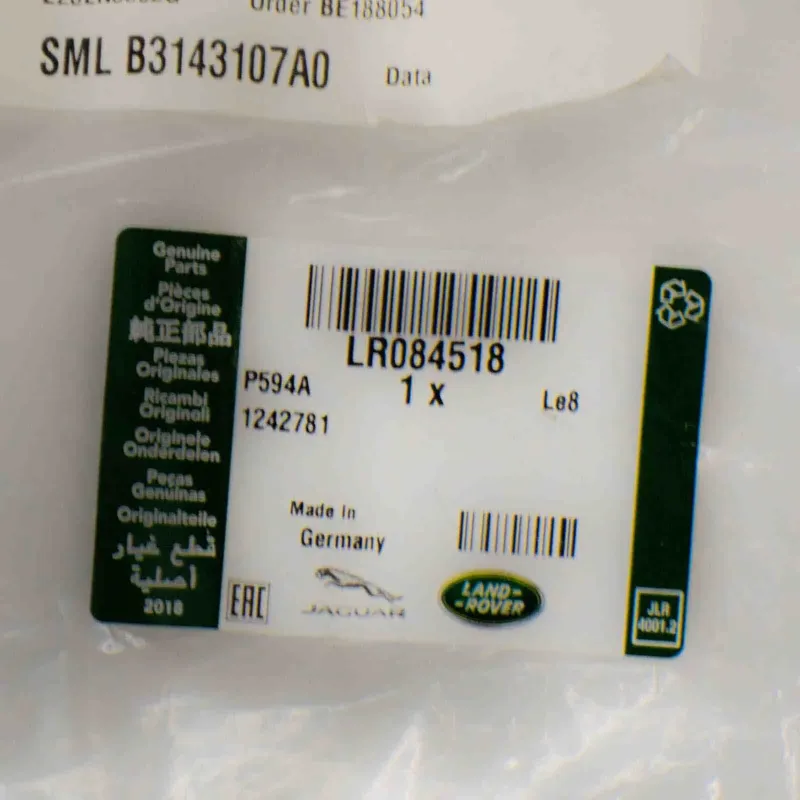 Order BE188054
SML B3143107A0
Data
Genuine
Parts
Pièces
d'Origine
純正部品
Piezas
Originales
Ricambi
Originali
Originele
Onderdelen
Peças
Genuínas
Originalteile
قطع غيار
أصلية
2018
LR084518
P594A
1 x
Le8
1242781
Made In
Germany
EAC
JAGUAR
LAND-
-ROVER
JLR
4001.2